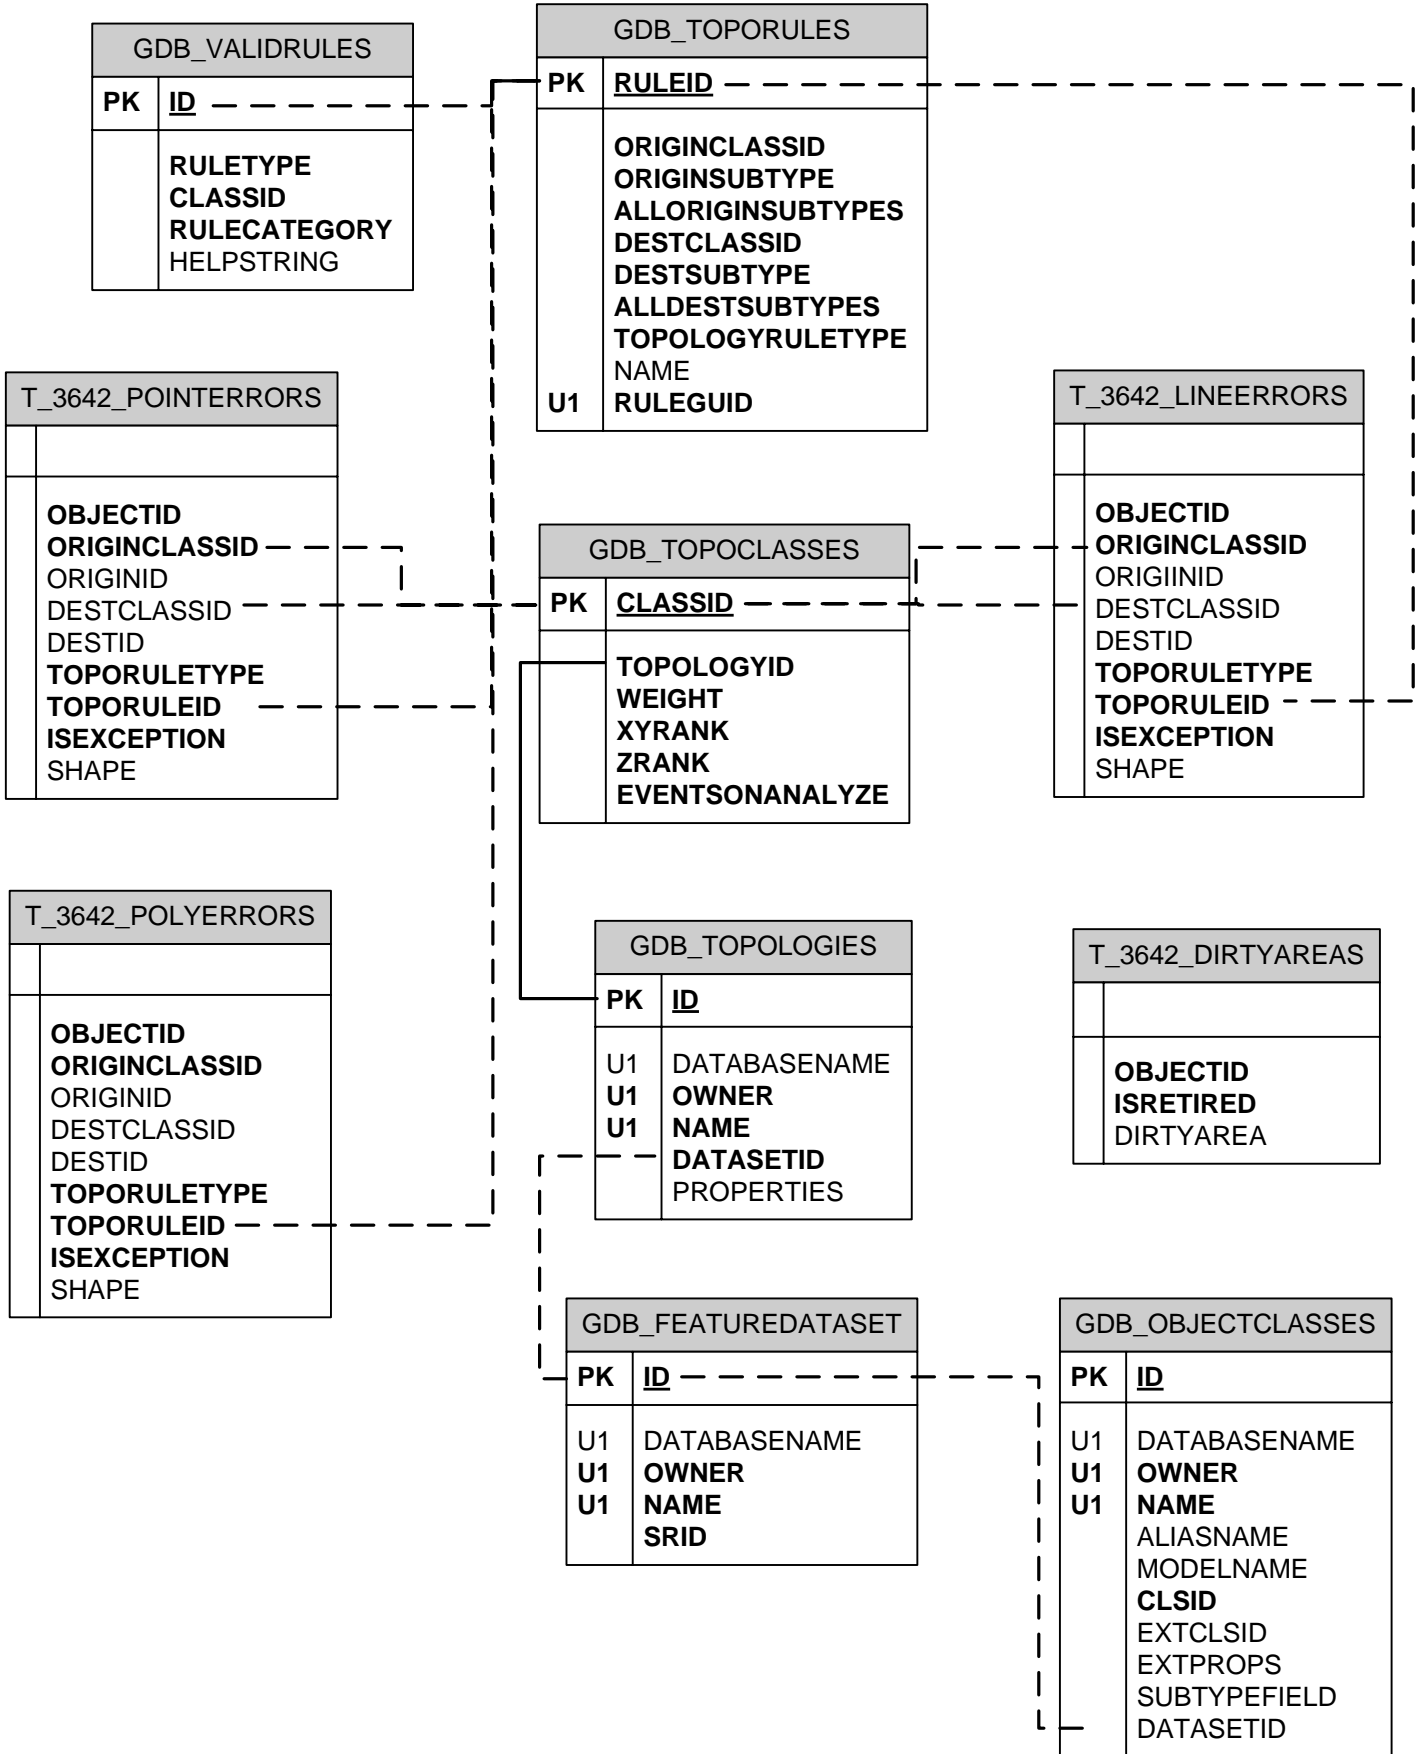 GDB_VALIDRULES
PK ID
RULETYPE
CLASSID
RULECATEGORY
HELPSTRING
GDB_TOPORULES
PK RULEID
ORIGINCLASSID
ORIGINSUBTYPE
ALLORIGINSUBTYPES
DESTCLASSID
DESTSUBTYPE
ALLDESTSUBTYPES
TOPOLOGYRULETYPE
NAME
U1 RULEGUID
T_3642_POINTERRORS
OBJECTID
ORIGINCLASSID
ORIGINID
DESTCLASSID
DESTID
TOPORULETYPE
TOPORULEID
ISEXCEPTION
SHAPE
GDB_TOPOCLASSES
PK CLASSID
TOPOLOGYID
WEIGHT
XYRANK
ZRANK
EVENTSONANALYZE
T_3642_LINEERRORS
OBJECTID
ORIGINCLASSID
ORIGIINID
DESTCLASSID
DESTID
TOPORULETYPE
TOPORULEID
ISEXCEPTION
SHAPE
T_3642_POLYERRORS
OBJECTID
ORIGINCLASSID
ORIGINID
DESTCLASSID
DESTID
TOPORULETYPE
TOPORULEID
ISEXCEPTION
SHAPE
GDB_TOPOLOGIES
PK ID
U1 DATABASENAME
U1 OWNER
U1 NAME
DATASETID
PROPERTIES
T_3642_DIRTYAREAS
OBJECTID
ISRETIRED
DIRTYAREA
GDB_FEATUREDATASET
PK ID
U1 DATABASENAME
U1 OWNER
U1 NAME
SRID
GDB_OBJECTCLASSES
PK ID
U1 DATABASENAME
U1 OWNER
U1 NAME
ALIASNAME
MODELNAME
CLSID
EXTCLSID
EXTPROPS
SUBTYPEFIELD
DATASETID